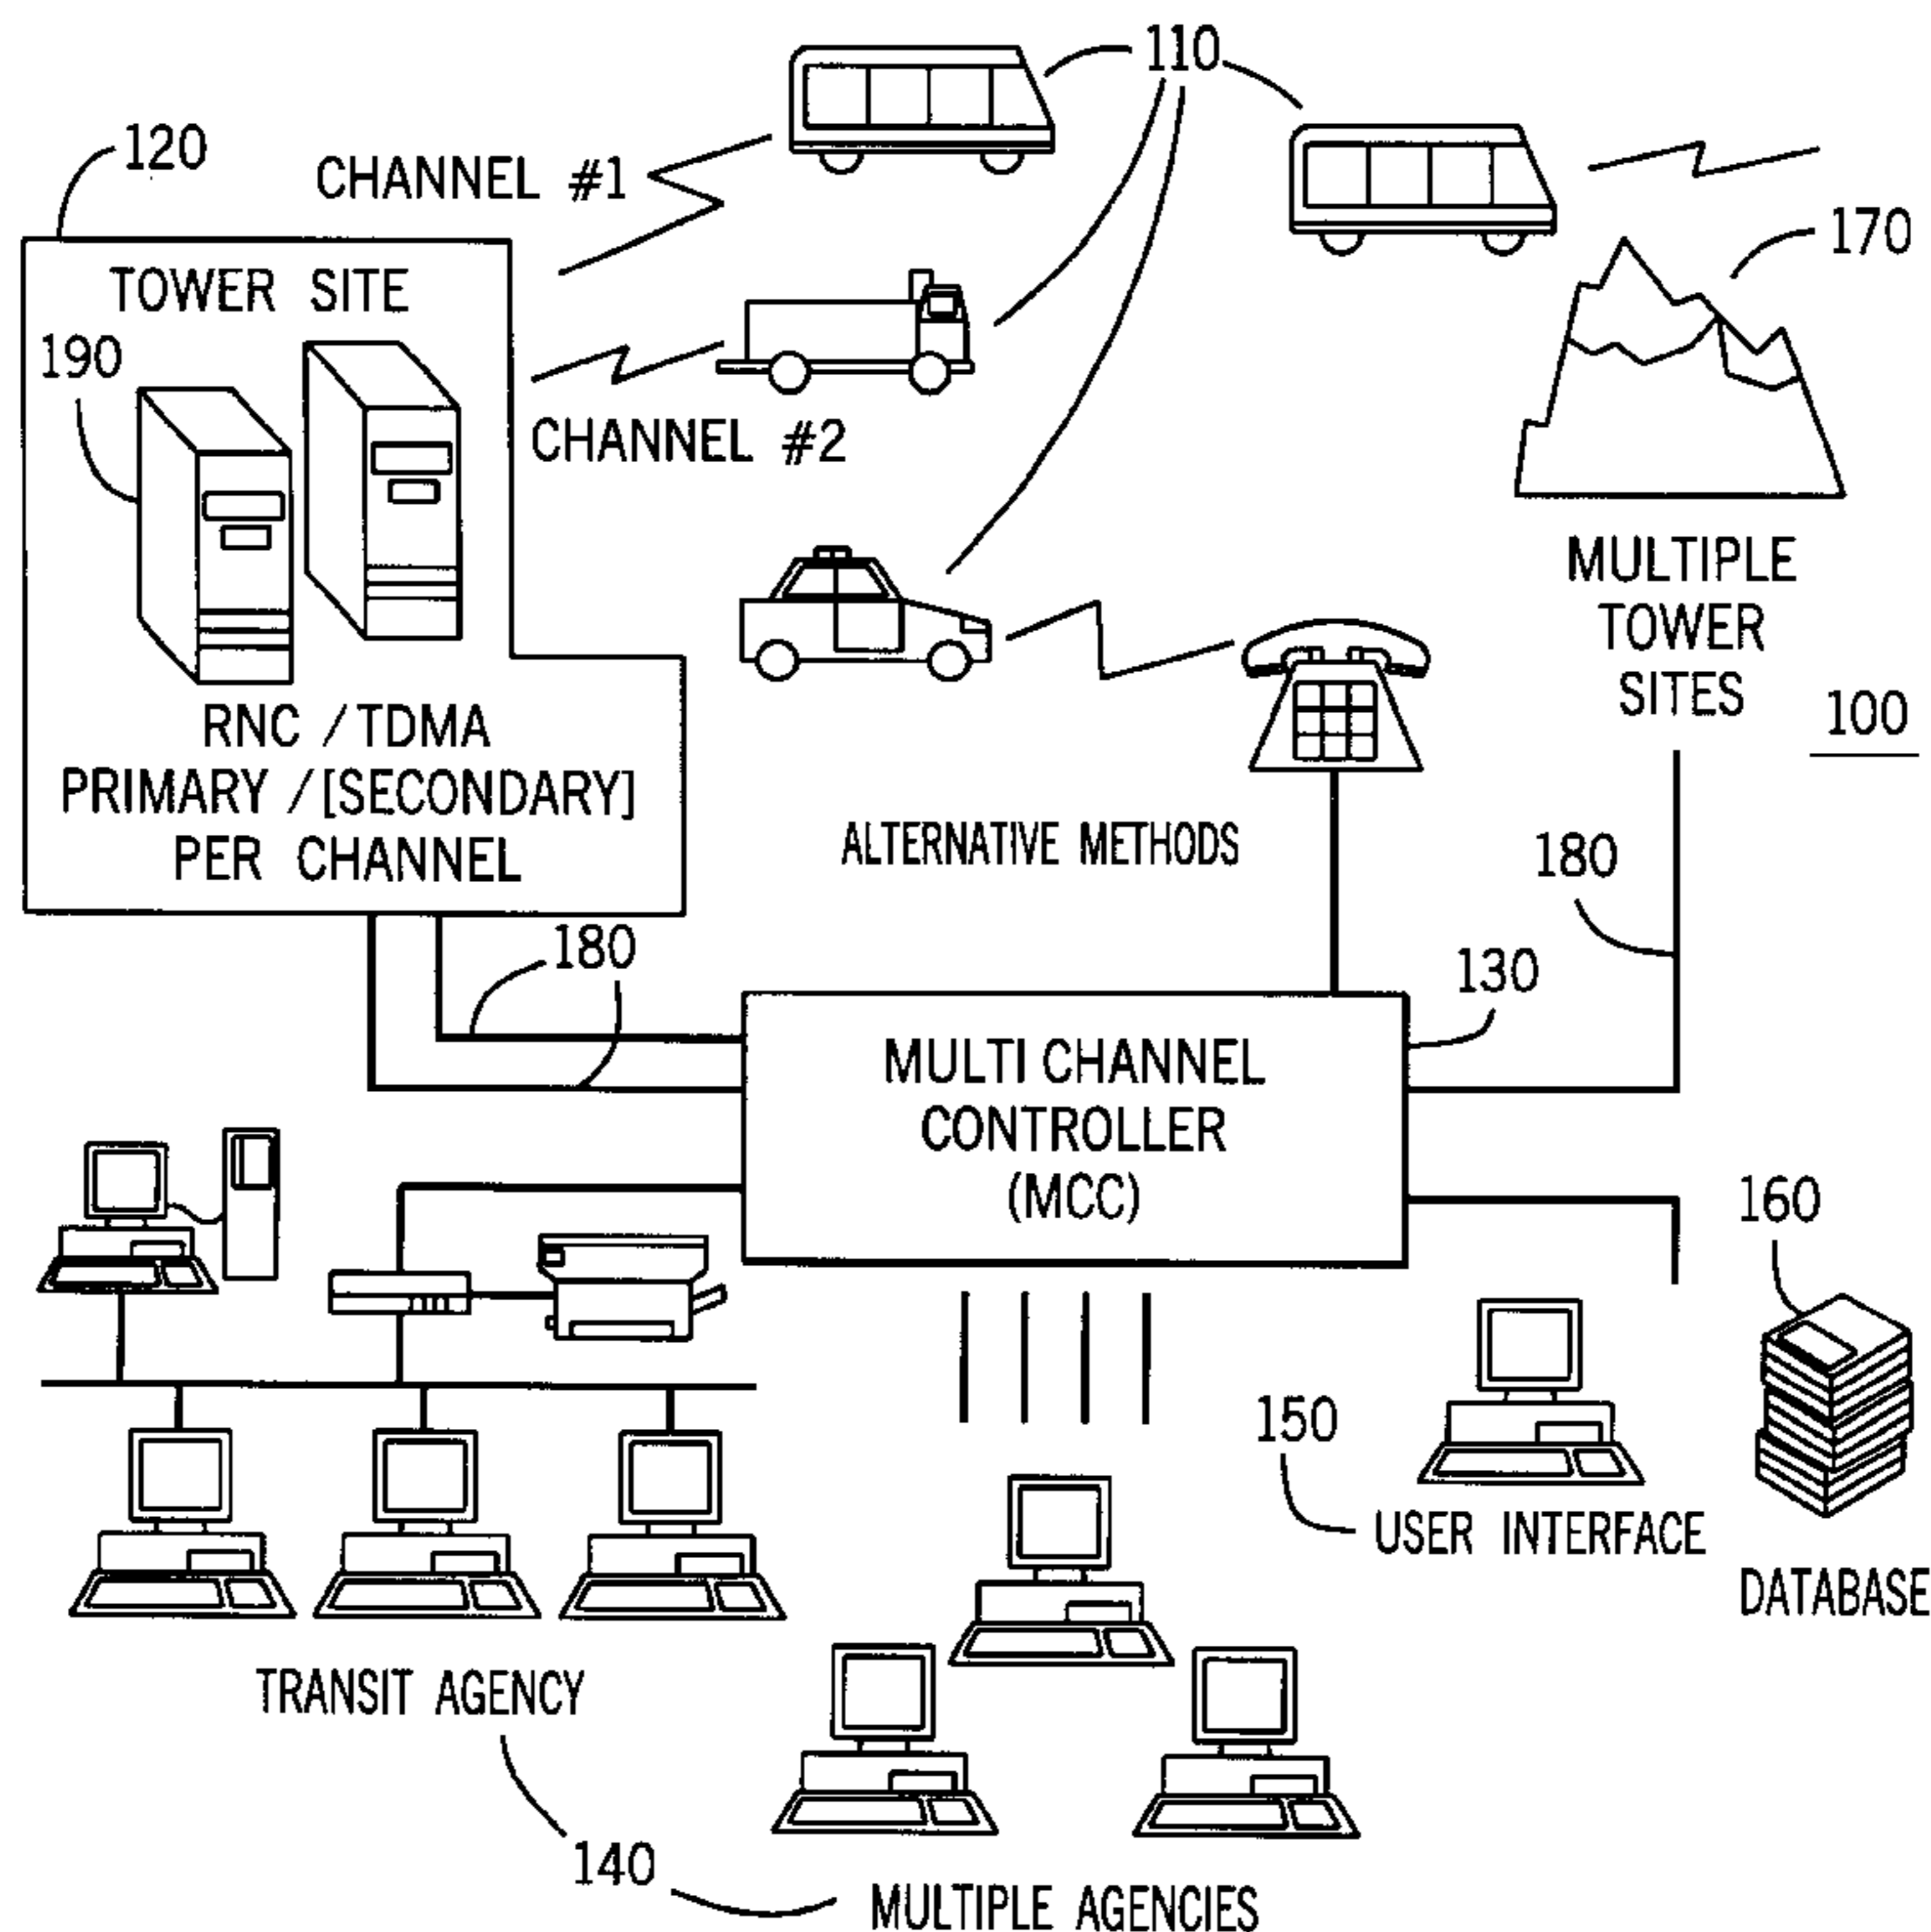 110
120
CHANNEL #1
170
TOWER SITE
190
CHANNEL #2
MULTIPLE
TOWER
SITES
100
RNC / TDMA
PRIMARY / [SECONDARY]
PER CHANNEL
ALTERNATIVE METHODS
180
180
130
MULTI CHANNEL
CONTROLLER
(MCC)
160
150
USER INTERFACE
DATABASE
TRANSIT AGENCY
140
MULTIPLE AGENCIES